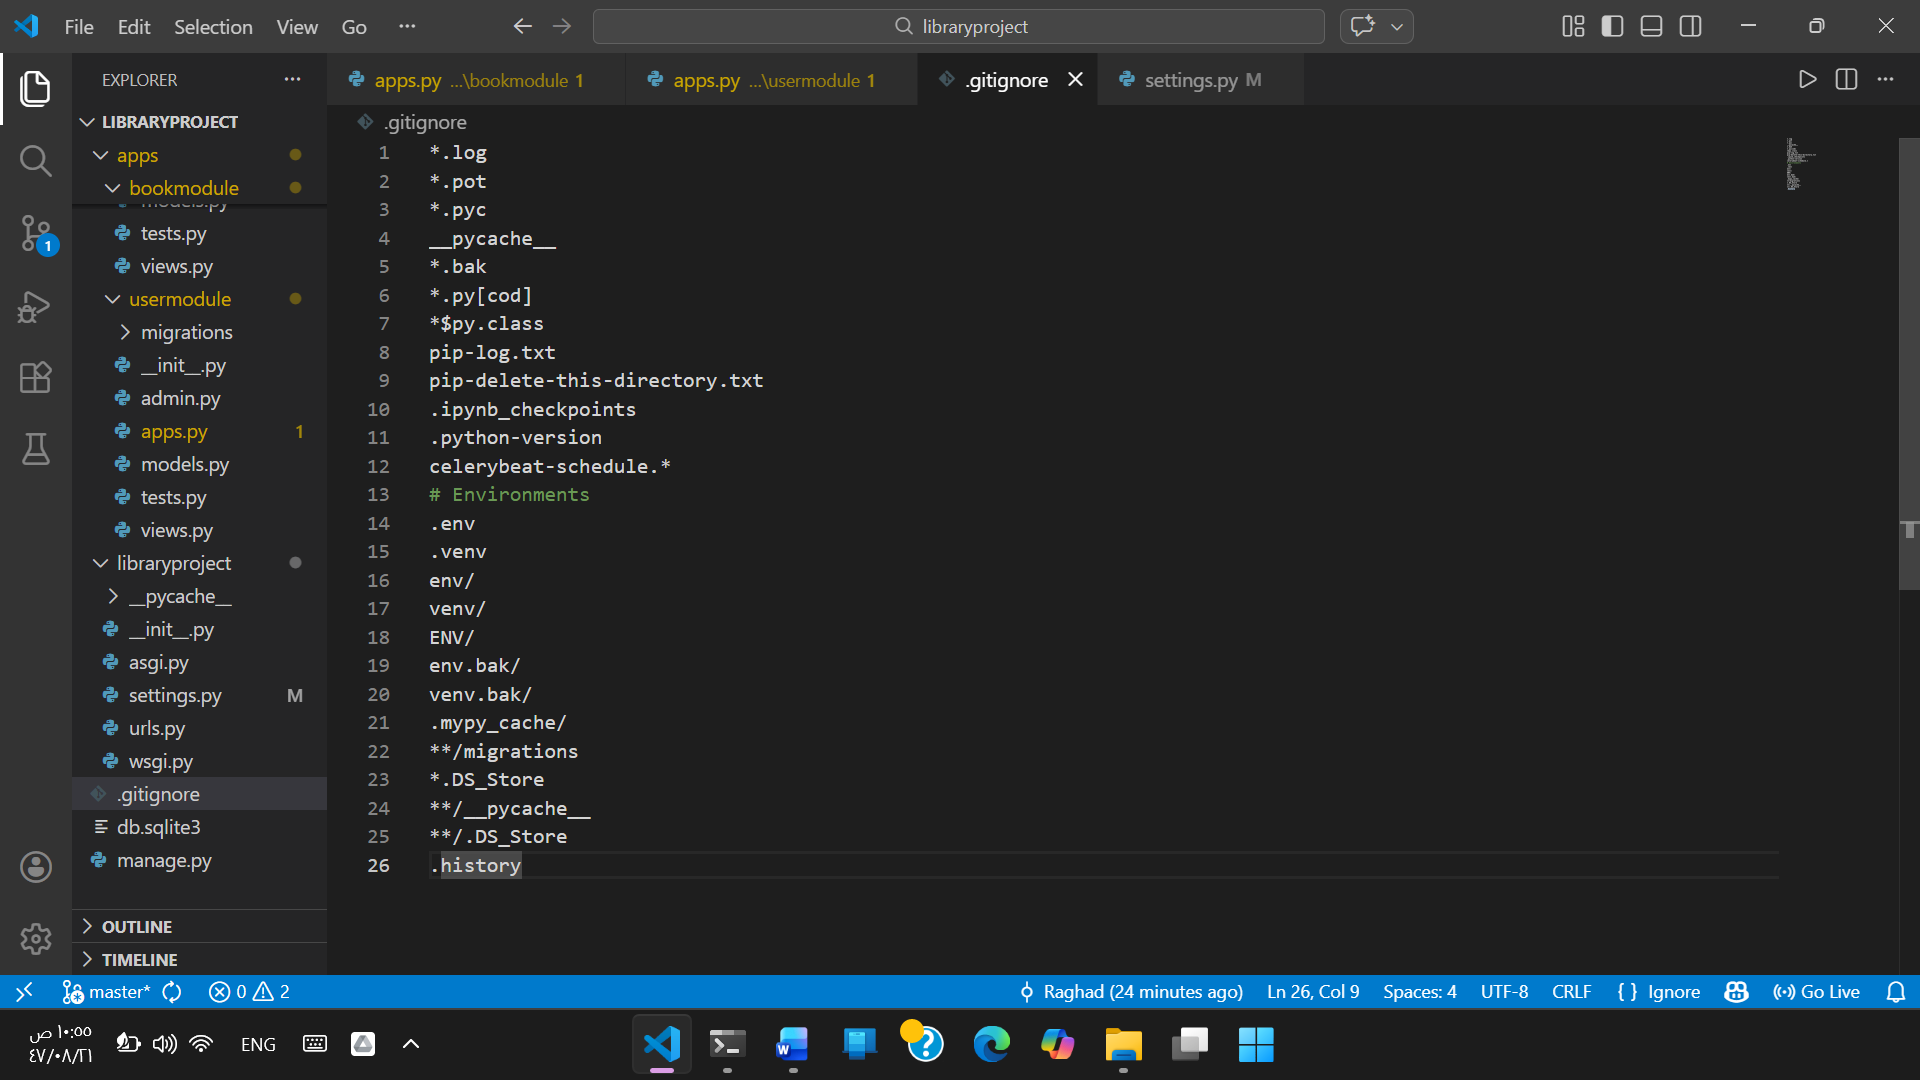 File Edit Selection View Go ··· libraryproject
EXPLORER
LIBRARYPROJECT
apps
bookmodule
models.py
tests.py
views.py
usermodule
migrations
__init__.py
admin.py
apps.py 1
models.py
tests.py
views.py
libraryproject
__pycache__
__init__.py
asgi.py
settings.py M
urls.py
wsgi.py
.gitignore
db.sqlite3
manage.py
OUTLINE
TIMELINE
1
apps.py ...\bookmodule 1
apps.py ...\usermodule 1
.gitignore
settings.py M
.gitignore
1 *.log
2 *.pot
3 *.pyc
4 __pycache__
5 *.bak
6 *.py[cod]
7 *$py.class
8 pip-log.txt
9 pip-delete-this-directory.txt
10 .ipynb_checkpoints
11 .python-version
12 celerybeat-schedule.*
13 # Environments
14 .env
15 .venv
16 env/
17 venv/
18 ENV/
19 env.bak/
20 venv.bak/
21 .mypy_cache/
22 **/migrations
23 *.DS_Store
24 **/__pycache__
25 **/.DS_Store
26 .history
master* 0 2 Raghad (24 minutes ago) Ln 26, Col 9 Spaces: 4 UTF-8 CRLF { } Ignore Go Live
١٠:٥٥ ص
٤٧/٠٨/٢١
ENG